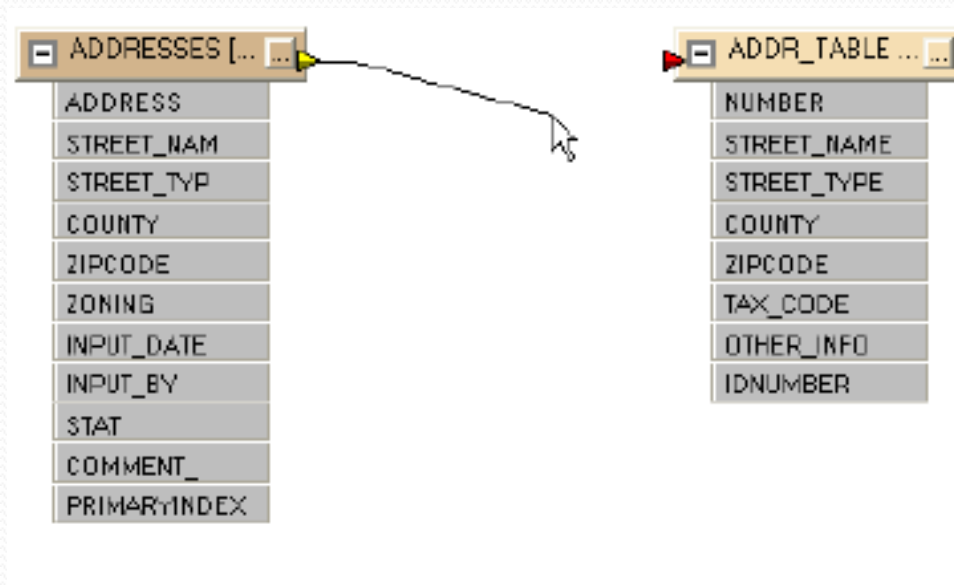 ADDRESSES [... ...
ADDRESS
STREET_NAM
STREET_TYP
COUNTY
ZIPCODE
ZONING
INPUT_DATE
INPUT_BY
STAT
COMMENT_
PRIMARYINDEX
ADDR_TABLE ... ...
NUMBER
STREET_NAME
STREET_TYPE
COUNTY
ZIPCODE
TAX_CODE
OTHER_INFO
IDNUMBER